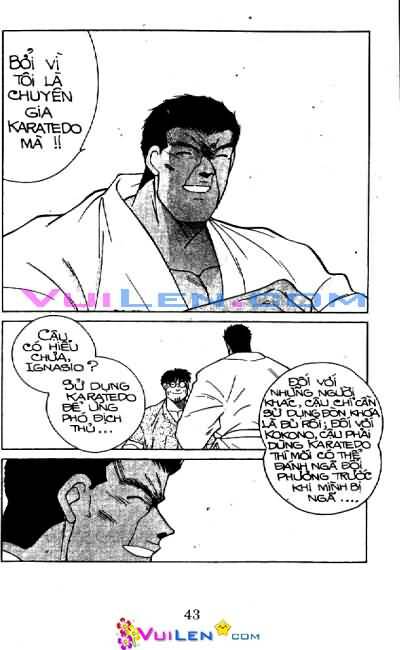 BỞI VÌ
TÔI LÀ
CHUYÊN
GIA
KARATEDO
MÀ !!
VUILEN.COM
CẬU
CÓ HIỂU
CHƯA,
IGNASIO ?
SỬ DỤNG
KARATEDO
ĐỂ ỨNG
PHÓ ĐỊCH
THỦ...
ĐỐI VỚI
NHỮNG NGƯỜI
KHÁC, CẬU CHỈ CẦN
SỬ DỤNG ĐÒN KHÓA
LÀ ĐỦ RỒI ; ĐỐI VỚI
KOKONO, CẬU PHẢI
DÙNG KARATEDO
THÌ MỚI CÓ THỂ
ĐÁNH NGÃ ĐỐI
PHƯƠNG TRƯỚC
KHI MÌNH BỊ
NGÃ ....
43
VUILEN.COM